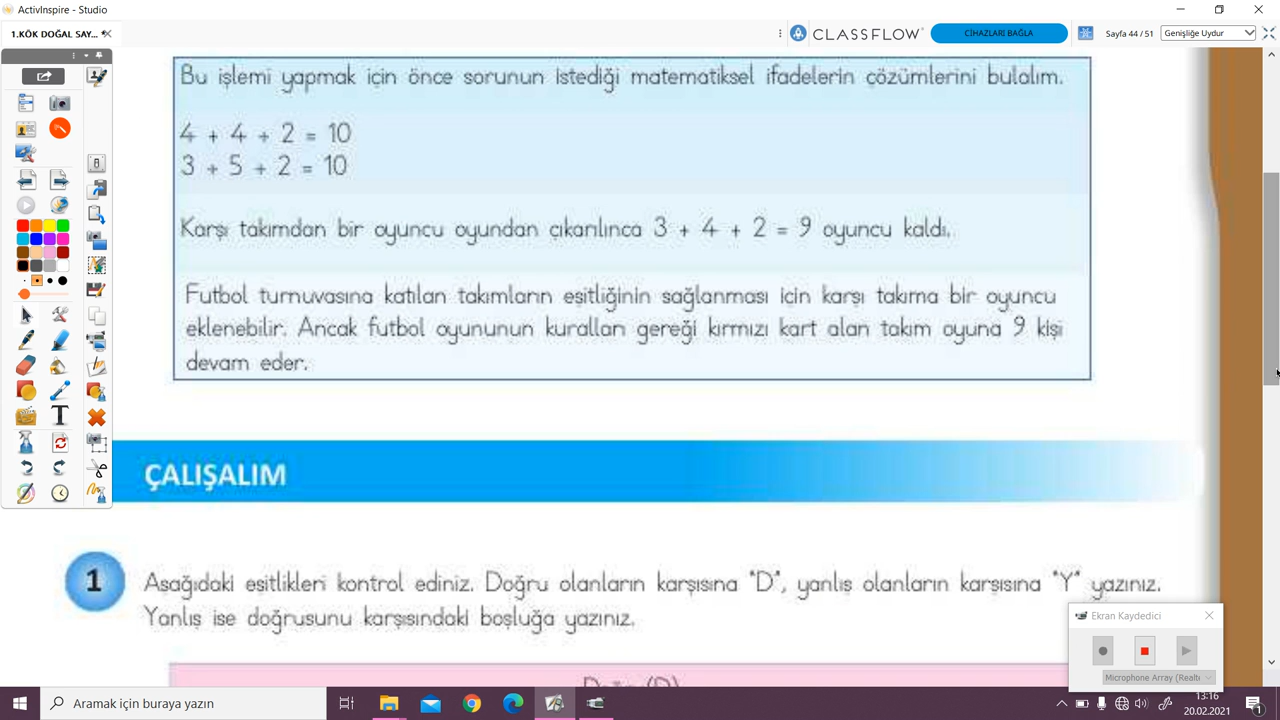 ActivInspire - Studio
1.KÖK DOĞAL SAY...
CLASSFLOW
CİHAZLARI BAĞLA
Sayfa 44 / 51
Genişliğe Uydur
Bu işlemi yapmak için önce sorunun istediği matematiksel ifadelerin çözümlerini bulalım.
4 + 4 + 2 = 10
3 + 5 + 2 = 10
Karşı takımdan bir oyuncu oyundan çıkarılınca 3 + 4 + 2 = 9 oyuncu kaldı.
Futbol turnuvasına katılan takımların eşitliğinin sağlanması için karşı takıma bir oyuncu
eklenebilir. Ancak futbol oyununun kuralları gereği kırmızı kart alan takım oyuna 9 kişi
devam eder.
ÇALIŞALIM
1
Aşağıdaki eşitlikleri kontrol ediniz. Doğru olanların karşısına "D", yanlış olanların karşısına "Y" yazınız.
Yanlış ise doğrusunu karşısındaki boşluğa yazınız.
Doğru (D)
Ekran Kaydedici
Microphone Array (Realte
Aramak için buraya yazın
13:16
20.02.2021
1